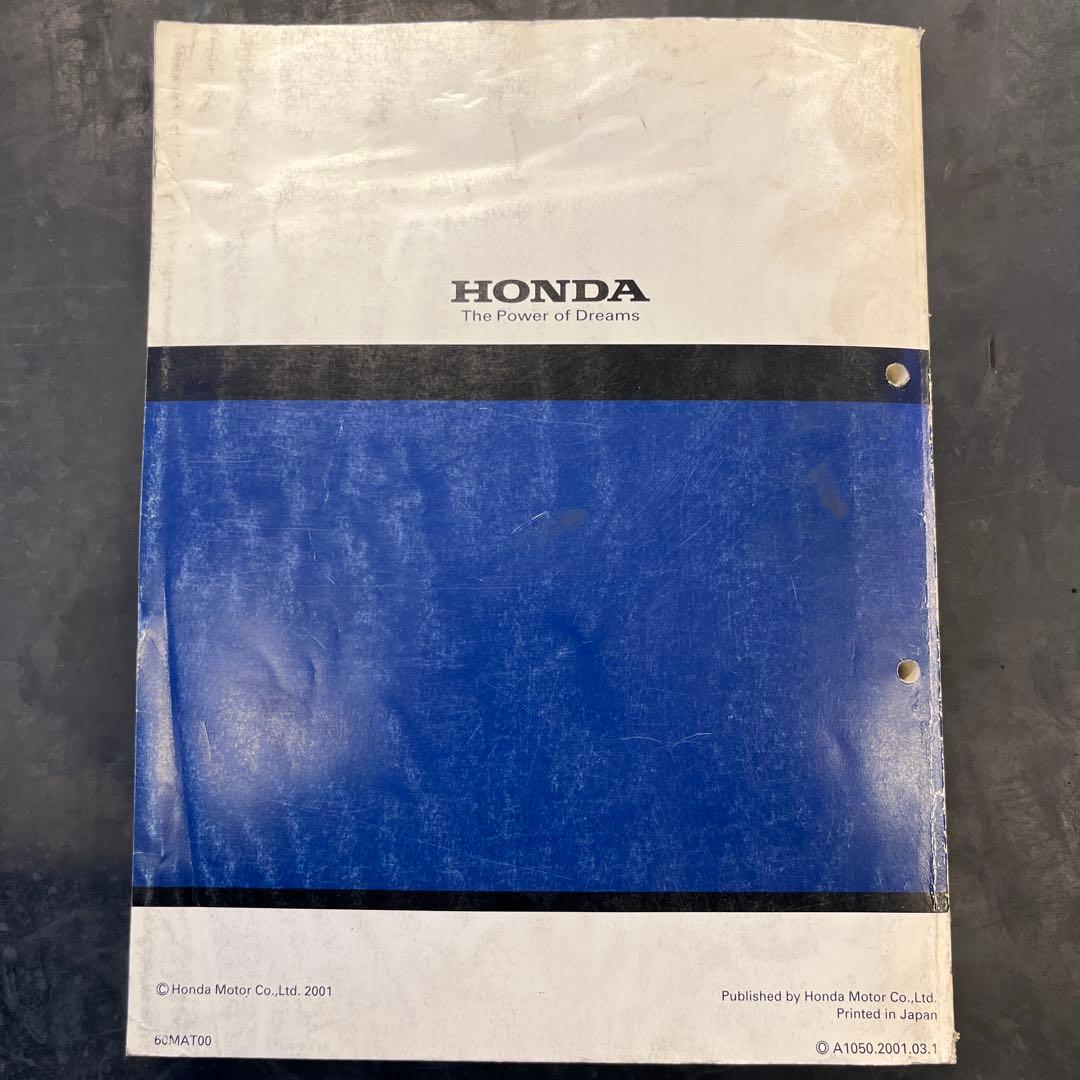 HONDA
The Power of Dreams
© Honda Motor Co.,Ltd. 2001
Published by Honda Motor Co.,Ltd.
Printed in Japan
60MAT00
© A1050.2001.03.1